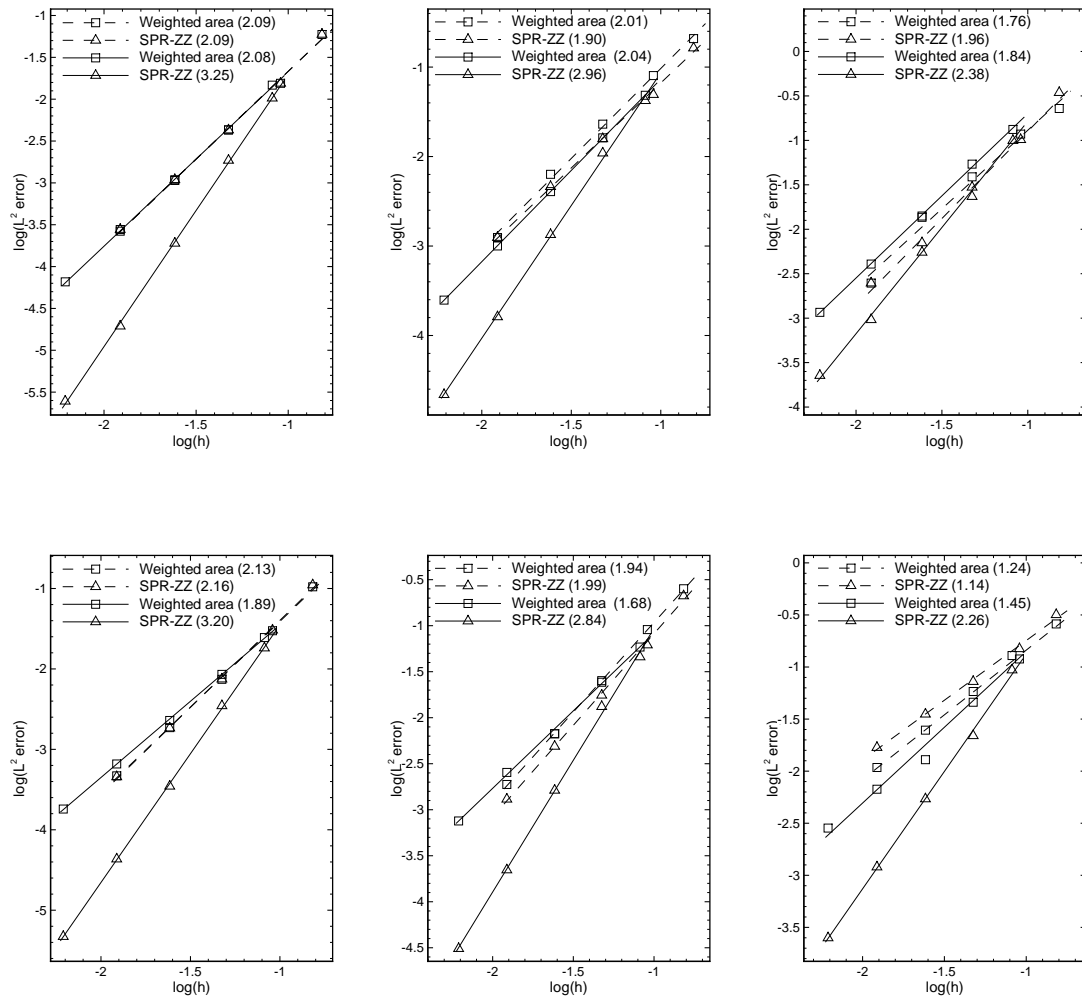 Weighted area (2.09)
SPR-ZZ (2.09)
Weighted area (2.08)
SPR-ZZ (3.25)
-1
-1.5
-2
-2.5
-3
-3.5
-4
-4.5
-5
-5.5
log(L² error)
-2
-1.5
-1
log(h)
Weighted area (2.01)
SPR-ZZ (1.90)
Weighted area (2.04)
SPR-ZZ (2.96)
-1
-2
-3
-4
log(L² error)
-2
-1.5
-1
log(h)
Weighted area (1.76)
SPR-ZZ (1.96)
Weighted area (1.84)
SPR-ZZ (2.38)
0
-0.5
-1
-1.5
-2
-2.5
-3
-3.5
-4
log(L² error)
-2
-1.5
-1
log(h)
Weighted area (2.13)
SPR-ZZ (2.16)
Weighted area (1.89)
SPR-ZZ (3.20)
-1
-2
-3
-4
-5
log(L² error)
-2
-1.5
-1
log(h)
Weighted area (1.94)
SPR-ZZ (1.99)
Weighted area (1.68)
SPR-ZZ (2.84)
-0.5
-1
-1.5
-2
-2.5
-3
-3.5
-4
-4.5
log(L² error)
-2
-1.5
-1
log(h)
Weighted area (1.24)
SPR-ZZ (1.14)
Weighted area (1.45)
SPR-ZZ (2.26)
0
-0.5
-1
-1.5
-2
-2.5
-3
-3.5
log(L² error)
-2
-1.5
-1
log(h)